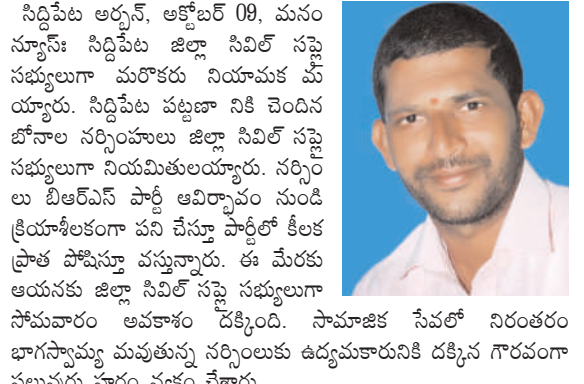 సిద్దిపేట అర్బన్, అక్టోబర్ 09, మనం
న్యూస్: సిద్దిపేట జిల్లా సివిల్ సప్లై
సభ్యులుగా మరొకరు నియామక మ
య్యారు. సిద్దిపేట పట్టణా నికి చెందిన
బోనాల నర్సింహులు జిల్లా సివిల్ సప్లై
సభ్యులుగా నియమితులయ్యారు. నర్సిం
లు బిఆర్ఎస్ పార్టీ ఆవిర్భావం నుండి
క్రియాశీలకంగా పని చేస్తూ పార్టీలో కీలక
ప్రాత పోషిస్తూ వస్తున్నారు. ఈ మేరకు
ఆయనకు జిల్లా సివిల్ సప్లై సభ్యులుగా
సోమవారం అవకాశం దక్కింది. సామాజిక సేవలో నిరంతరం
భాగస్వామ్య మవుతున్న నర్సింలుకు ఉద్యమకారునికి దక్కిన గౌరవంగా